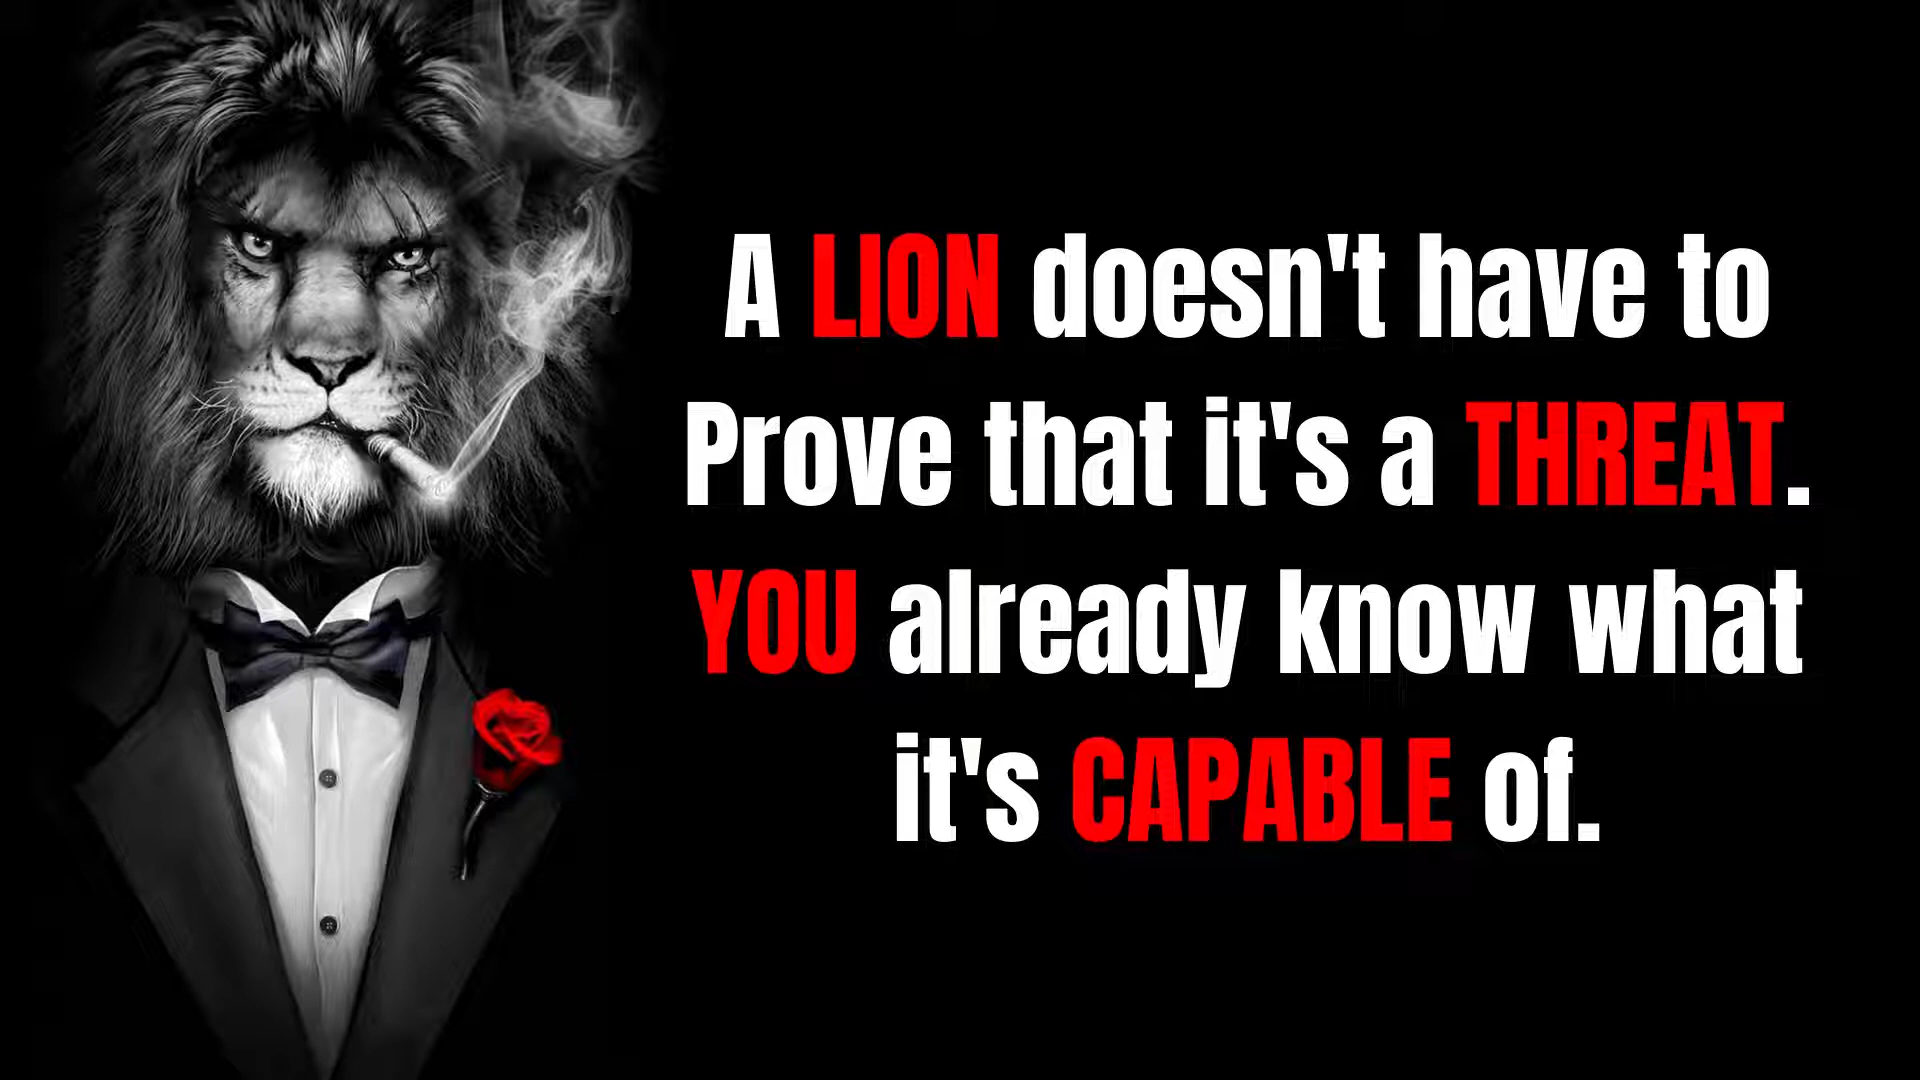 A LION doesn't have to
Prove that it's a THREAT.
YOU already know what
it's CAPABLE of.